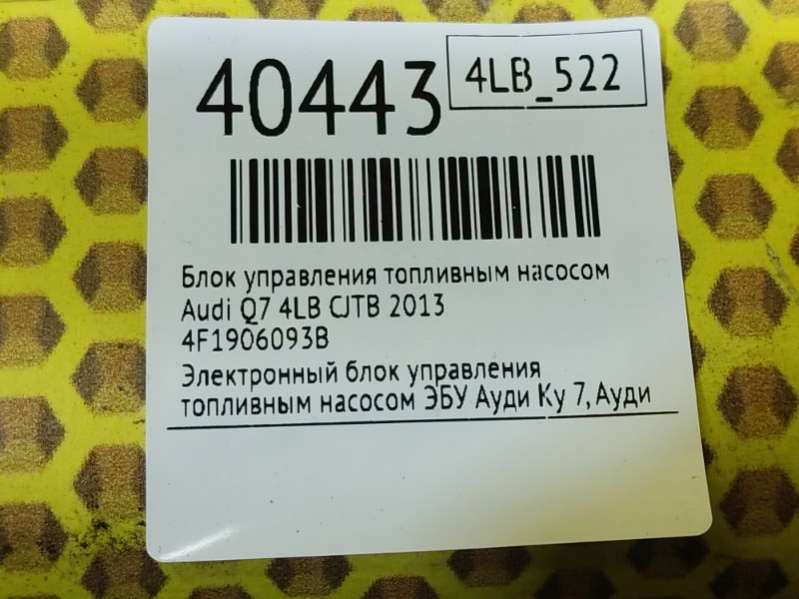 40443
4LB_522
Блок управления топливным насосом
Audi Q7 4LB CJTB 2013
4F1906093B
Электронный блок управления
топливным насосом ЭБУ Ауди Ку 7, Ауди